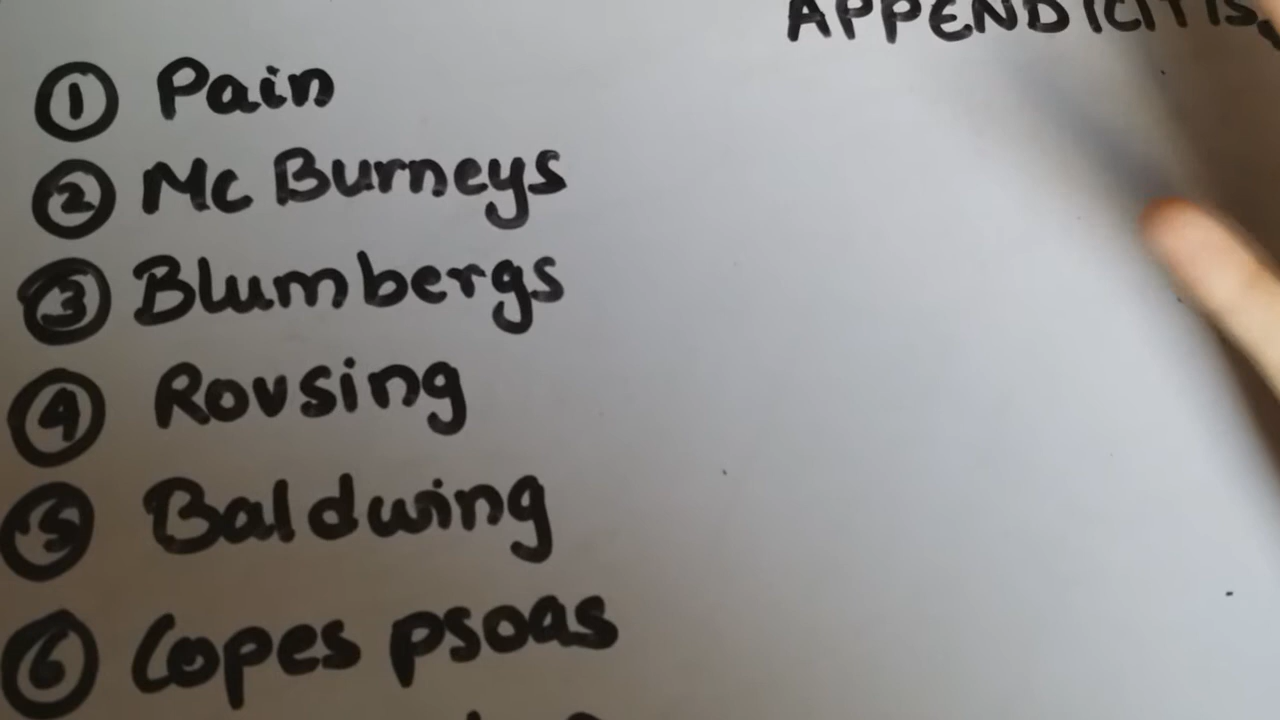 APPENDICITIS
① Pain
② Mc Burneys
③ Blumbergs
④ Rovsing
⑤ Baldwing
⑥ Copes psoas